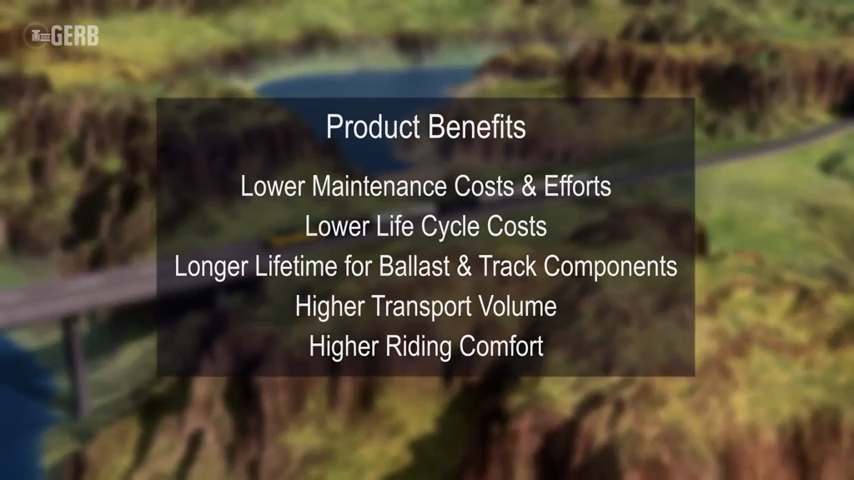 GERB
Product Benefits
Lower Maintenance Costs & Efforts
Lower Life Cycle Costs
Longer Lifetime for Ballast & Track Components
Higher Transport Volume
Higher Riding Comfort